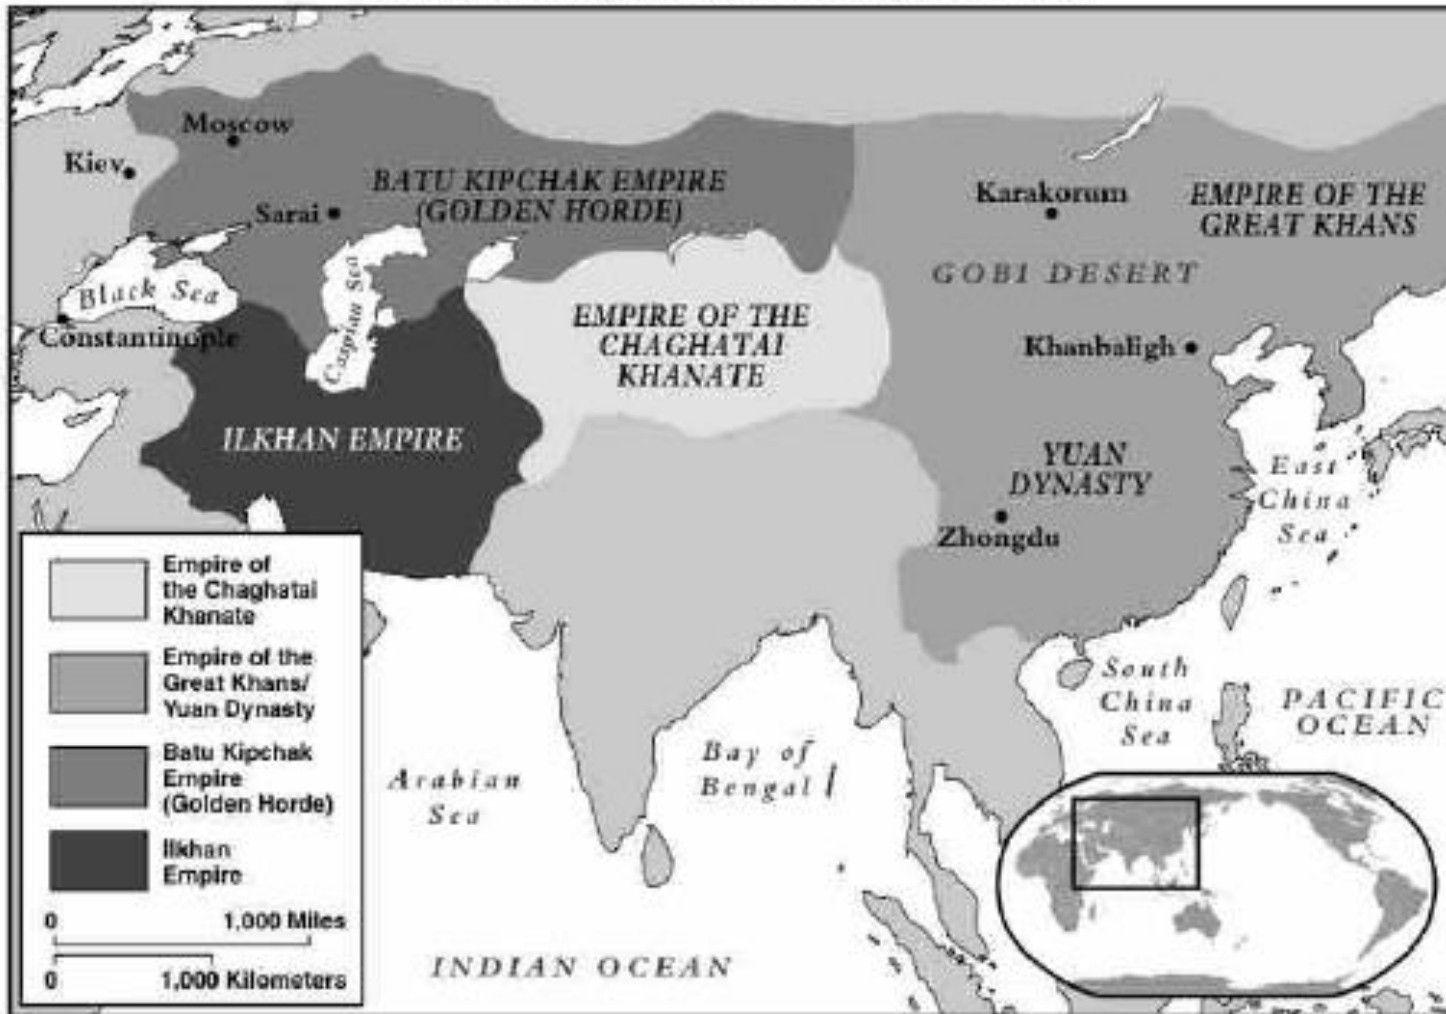 Moscow
Kiev
BATU KIPCHAK EMPIRE
(GOLDEN HORDE)
Sarai
Karakorum
EMPIRE OF THE
GREAT KHANS
GOBI DESERT
Black Sea
Caspian Sea
Constantinople
EMPIRE OF THE
CHAGHATAI
KHANATE
Khanbaligh
ILKHAN EMPIRE
YUAN
DYNASTY
Zhongdu
East
China
Sea
Empire of
the Chaghatai
Khanate
Empire of the
Great Khans/
Yuan Dynasty
Batu Kipchak
Empire
(Golden Horde)
Ilkhan
Empire
0 1,000 Miles
0 1,000 Kilometers
Arabian
Sea
Bay of
Bengal
South
China
Sea
PACIFIC
OCEAN
INDIAN OCEAN